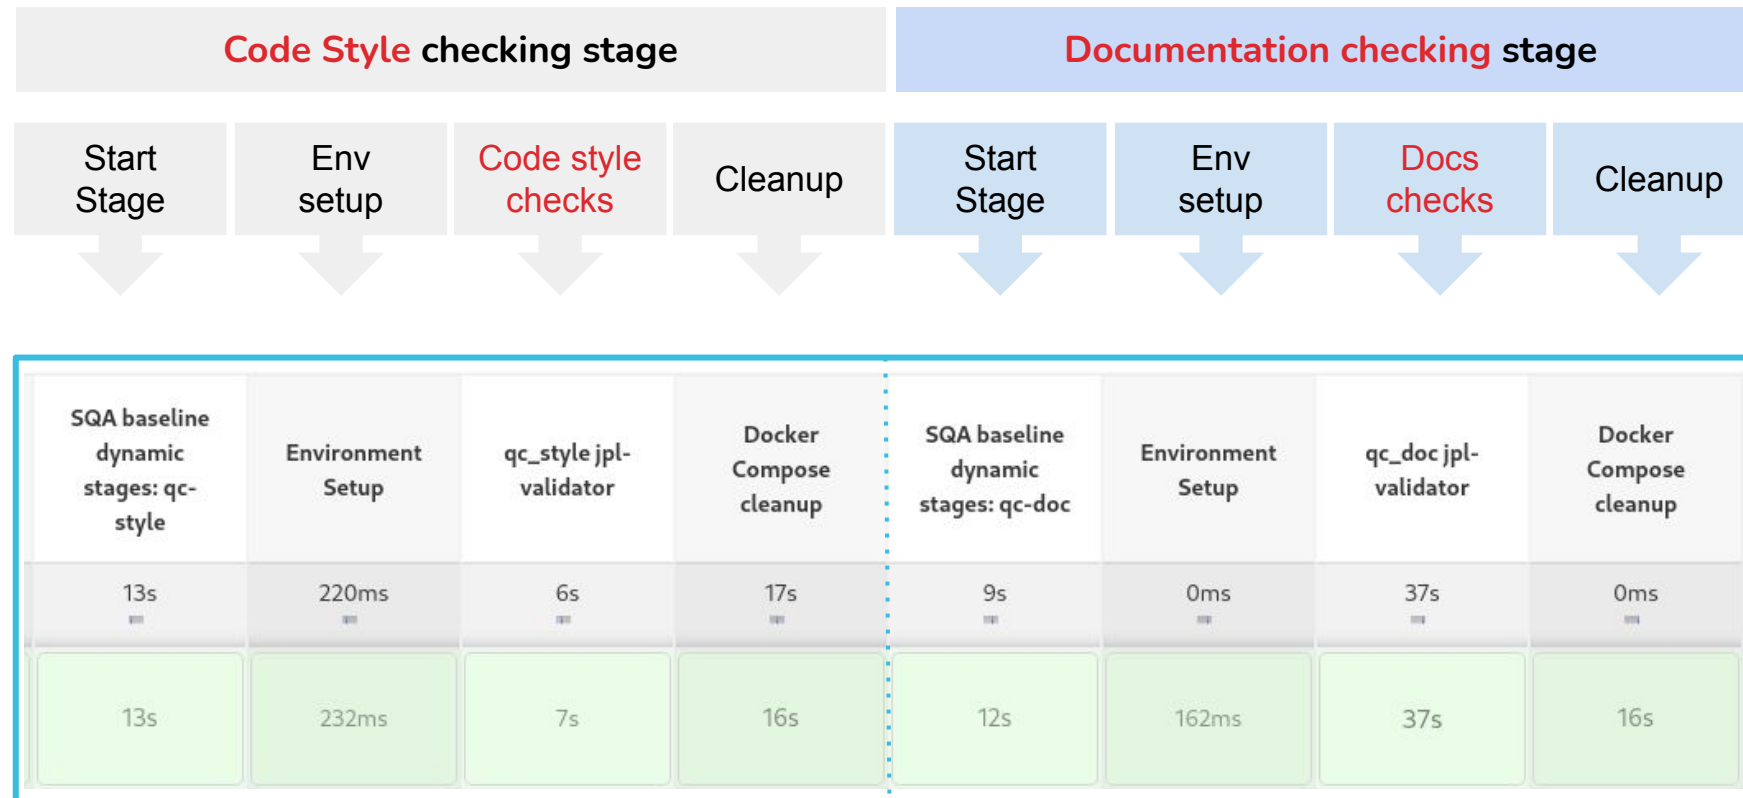 Code Style checking stage
Documentation checking stage
Start
Stage
Env
setup
Code style
checks
Cleanup
Start
Stage
Env
setup
Docs
checks
Cleanup
SQA baseline
dynamic
stages: qc-
style
Environment
Setup
qc_style jpl-
validator
Docker
Compose
cleanup
SQA baseline
dynamic
stages: qc-doc
Environment
Setup
qc_doc jpl-
validator
Docker
Compose
cleanup
13s
220ms
6s
17s
9s
0ms
37s
0ms
13s
232ms
7s
16s
12s
162ms
37s
16s